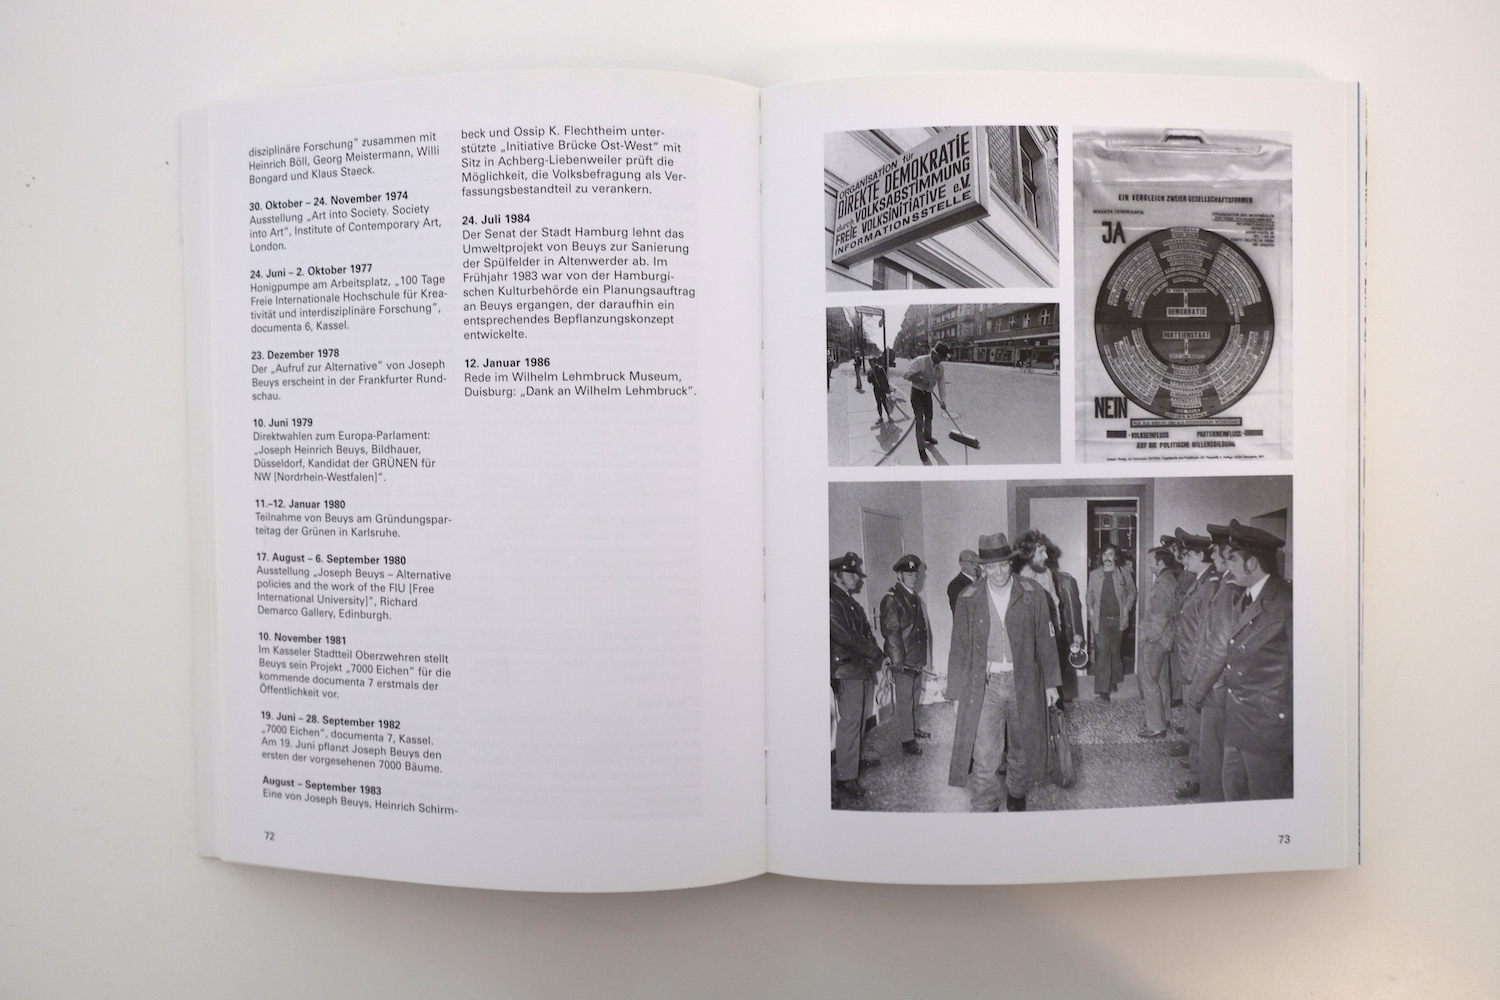 disziplinäre Forschung“ zusammen mit
Heinrich Böll, Georg Meistermann, Willi
Bongard und Klaus Staeck.
30. Oktober – 24. November 1974
Ausstellung „Art into Society. Society
into Art“, Institute of Contemporary Art,
London.
24. Juni – 2. Oktober 1977
Honigpumpe am Arbeitsplatz, „100 Tage
Freie Internationale Hochschule für Krea-
tivität und interdisziplinäre Forschung“,
documenta 6, Kassel.
23. Dezember 1978
Der „Aufruf zur Alternative“ von Joseph
Beuys erscheint in der Frankfurter Rund-
schau.
10. Juni 1979
Direktwahlen zum Europa-Parlament:
„Joseph Heinrich Beuys, Bildhauer,
Düsseldorf, Kandidat der GRÜNEN für
NW [Nordrhein-Westfalen]“.
11.–12. Januar 1980
Teilnahme von Beuys am Gründungspar-
teitag der Grünen in Karlsruhe.
17. August – 6. September 1980
Ausstellung „Joseph Beuys – Alternative
policies and the work of the FIU [Free
International University]“, Richard
Demarco Gallery, Edinburgh.
10. November 1981
Im Kasseler Stadtteil Oberzwehren stellt
Beuys sein Projekt „7000 Eichen“ für die
kommende documenta 7 erstmals der
Öffentlichkeit vor.
19. Juni – 28. September 1982
„7000 Eichen“, documenta 7, Kassel.
Am 19. Juni pflanzt Joseph Beuys den
ersten der vorgesehenen 7000 Bäume.
August – September 1983
Eine von Joseph Beuys, Heinrich Schirm-
72
beck und Ossip K. Flechtheim unter-
stützte „Initiative Brücke Ost-West“ mit
Sitz in Achberg-Liebenweiler prüft die
Möglichkeit, die Volksbefragung als Ver-
fassungsbestandteil zu verankern.
24. Juli 1984
Der Senat der Stadt Hamburg lehnt das
Umweltprojekt von Beuys zur Sanierung
der Spülfelder in Altenwerder ab. Im
Frühjahr 1983 war von der Hamburgi-
schen Kulturbehörde ein Planungsauftrag
an Beuys ergangen, der daraufhin ein
entsprechendes Bepflanzungskonzept
entwickelte.
12. Januar 1986
Rede im Wilhelm Lehmbruck Museum,
Duisburg: „Dank an Wilhelm Lehmbruck“.
ORGANISATION für
DIREKTE DEMOKRATIE
durch VOLKSABSTIMMUNG
FREIE VOLKSINITIATIVE e.V.
INFORMATIONSSTELLE
EIN VERGLEICH ZWEIER GESELLSCHAFTSFORMEN
JA
DEMOKRATIE
PARTEIENSTAAT
NEIN
-VOLKSEINFLUSS PARTEIENEINFLUSS-
AUF DIE POLITISCHE WILLENSBILDUNG
73